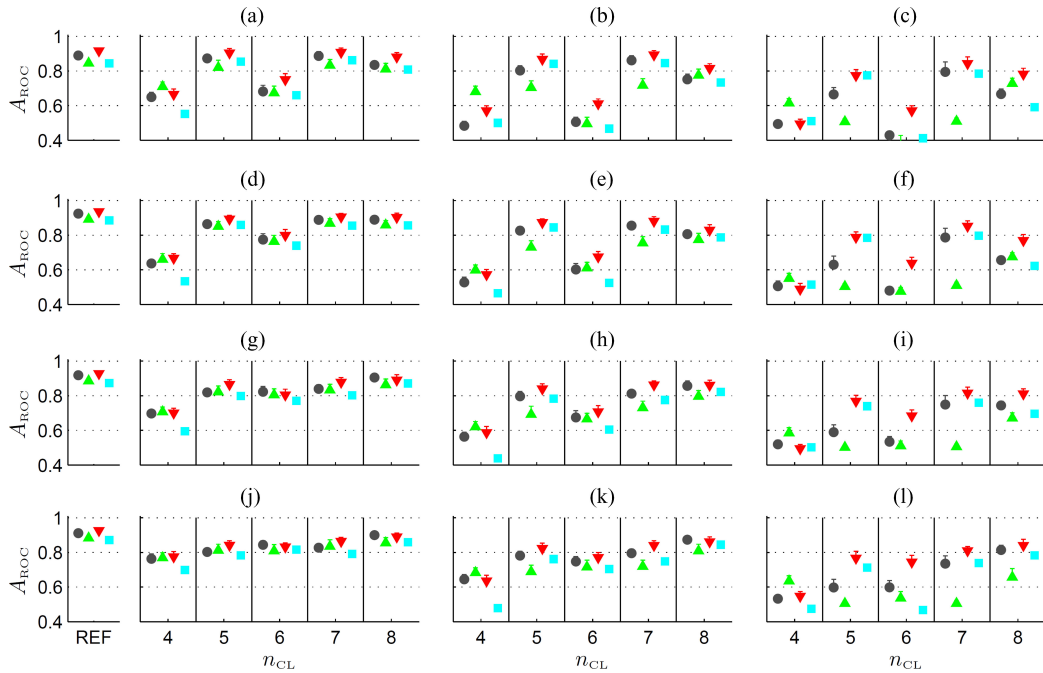 (a) (b) (c)
A_ROC 1 0.8 0.6 0.4
(d) (e) (f)
A_ROC 1 0.8 0.6 0.4
(g) (h) (i)
A_ROC 1 0.8 0.6 0.4
(j) (k) (l)
A_ROC 1 0.8 0.6 0.4
REF 4 5 6 7 8 4 5 6 7 8 4 5 6 7 8
n_CL n_CL n_CL